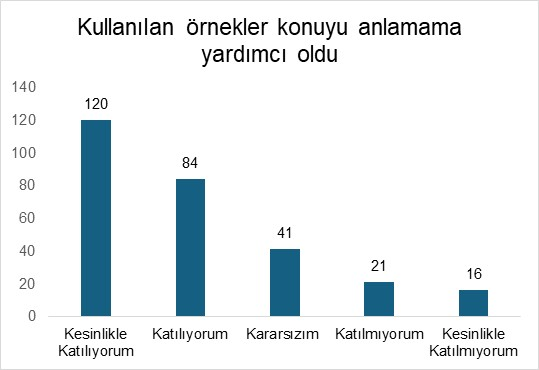 Kullanılan örnekler konuyu anlamama
yardımcı oldu
140
120
100
80
60
40
20
0
120
84
41
21
16
Kesinlikle
Katılıyorum
Katılıyorum
Kararsızım
Katılmıyorum
Kesinlikle
Katılmıyorum